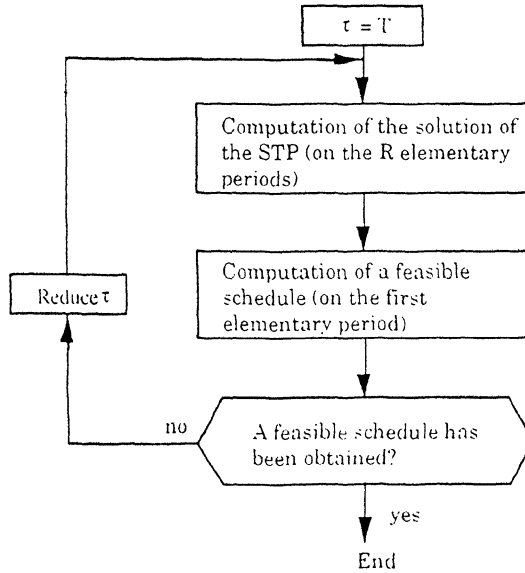 τ = T
Computation of the solution of
the STP (on the R elementary
periods)
Computation of a feasible
schedule (on the first
elementary period)
Reduce τ
no
A feasible schedule has
been obtained?
yes
End